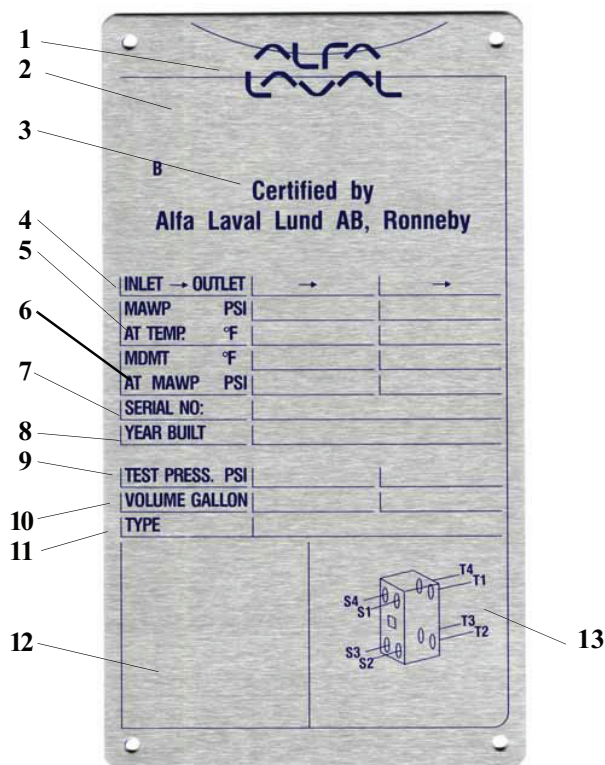 1
ALFA
2
LAVAL
3
B
Certified by
Alfa Laval Lund AB, Ronneby
4
INLET → OUTLET → →
5
MAWP PSI
6
AT TEMP. °F
MDMT °F
7
AT MAWP PSI
8
SERIAL NO:
YEAR BUILT
9
TEST PRESS. PSI
10
VOLUME GALLON
11
TYPE
12
S4
S1
T4
T1
S3
S2
T3
T2
13